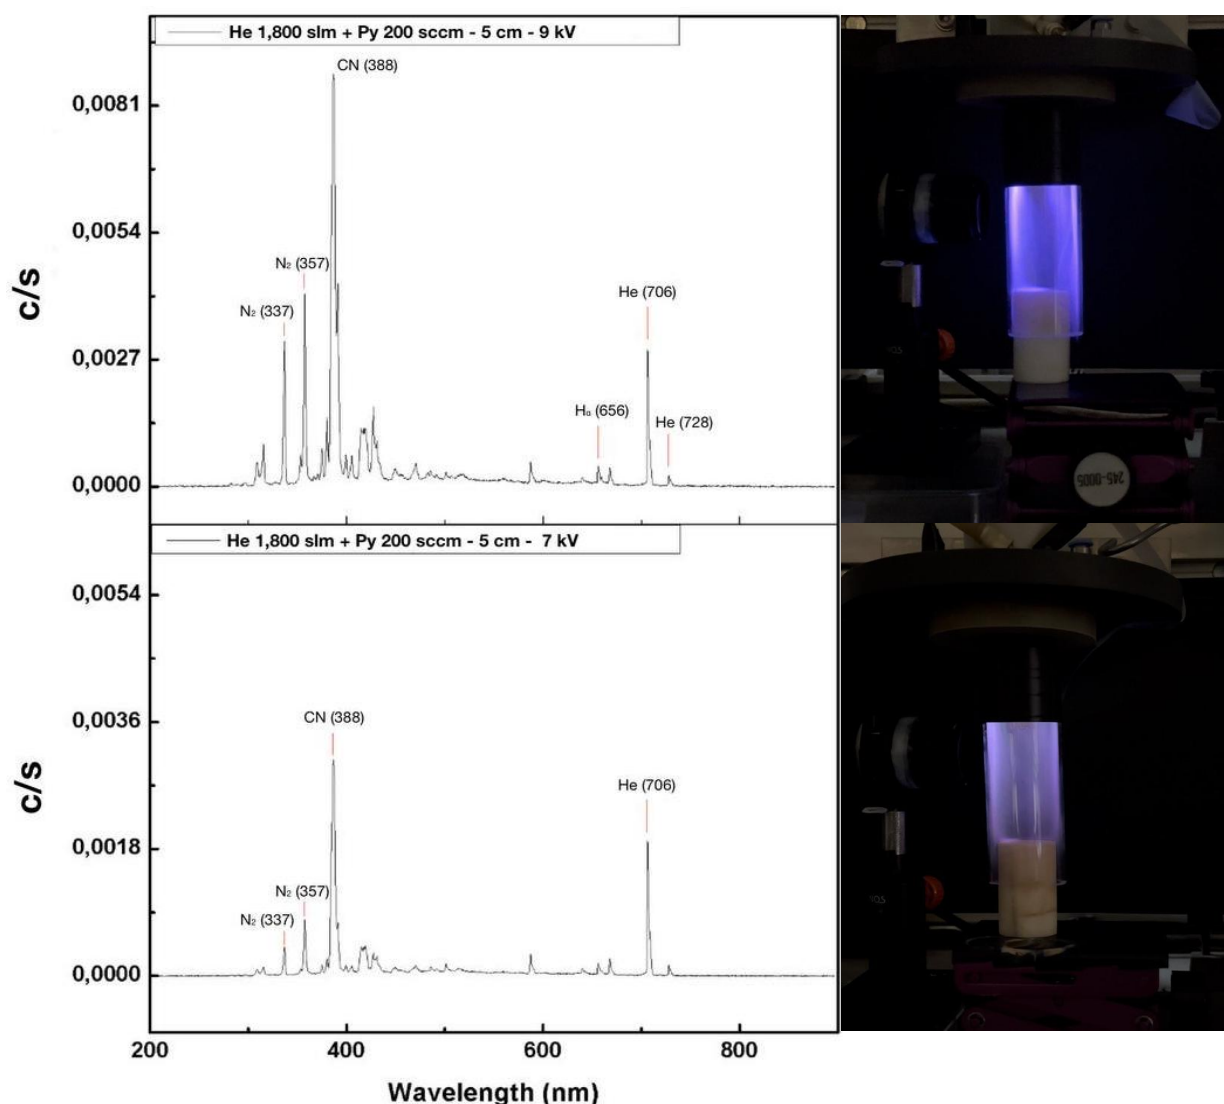 He 1,800 slm + Py 200 sccm - 5 cm - 9 kV
CN (388)
0,0081
0,0054
N₂ (357)
He (706)
N₂ (337)
c/s
0,0027
Hα (656)
He (728)
0,0000
245-0005
He 1,800 slm + Py 200 sccm - 5 cm - 7 kV
0,0054
CN (388)
0,0036
He (706)
c/s
0,0018
N₂ (357)
N₂ (337)
0,0000
200
400
600
800
Wavelength (nm)